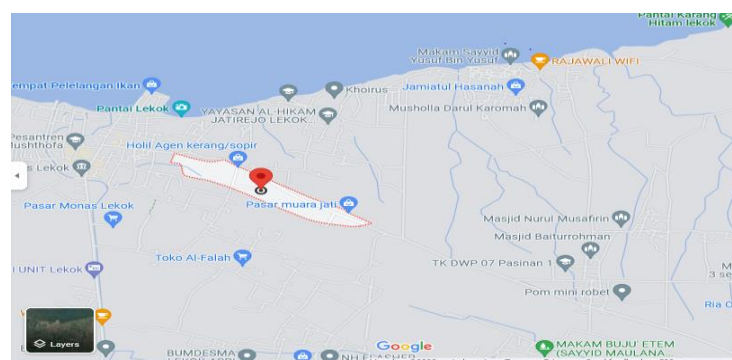 Pantai Karang
Hitam lekok
Makam Sayyid
Yusuf Bin Yusuf
RAJAWALI WIFI
empat Pelelangan Ikan
Khoirus
Jamiatul Hasanah
Pantai Lekok
YAYASAN AL-HIKAM
JATIREJO LEKOK...
Musholla Darul Karomah
Pesantren
Mushthofa
Holil Agen kerang/sopir
as Lekok
Pasar Monas Lekok
Pasar muara jati
Masjid Nurul Musafirin
Masjid Baiturrohman
Toko Al-Falah
I UNIT Lekok
TK DWP 07 Pasinan 1
M
3 se
Pom mini robet
Ria O
Layers
Google
MAKAM BUJU' ETEM
(SAYYID MAULANA...
BUMDESMA